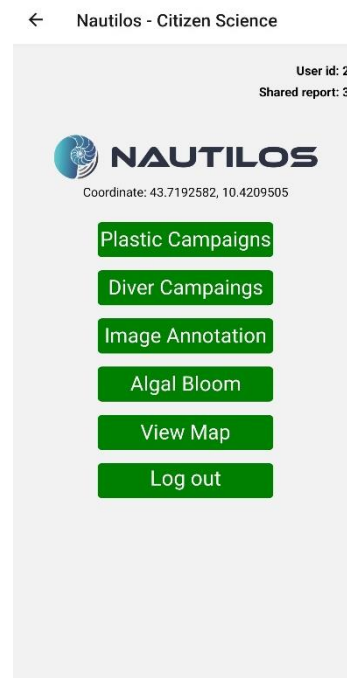 Nautilos - Citizen Science
User id: 2
Shared report: 3
NAUTILOS
Coordinate: 43.7192582, 10.4209505
Plastic Campaigns
Diver Campaings
Image Annotation
Algal Bloom
View Map
Log out